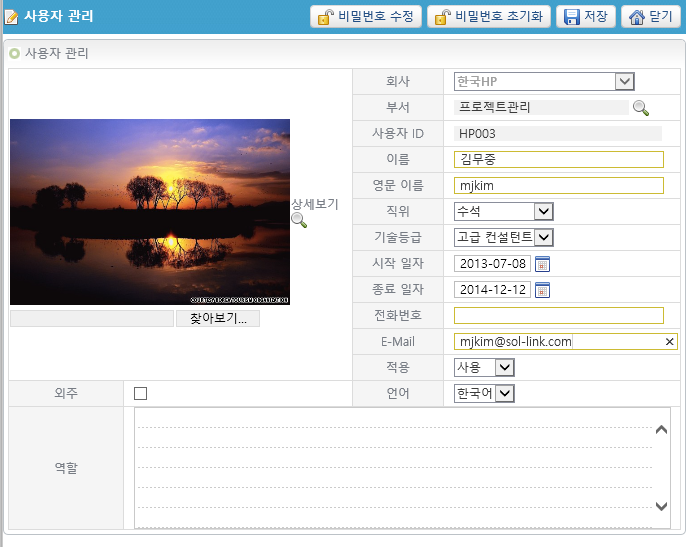 사용자 관리
비밀번호 수정
비밀번호 초기화
저장
닫기
사용자 관리
회사 한국HP
부서 프로젝트관리
사용자 ID HP003
이름 김무중
영문 이름 mjkim
직위 수석
기술등급 고급 컨설턴트
시작 일자 2013-07-08
종료 일자 2014-12-12
전화번호
E-Mail mjkim@sol-link.com
적용 사용
언어 한국어
상세보기
COURTESY KOREA TOURISM ORGANIZATION
찾아보기...
외주
역할